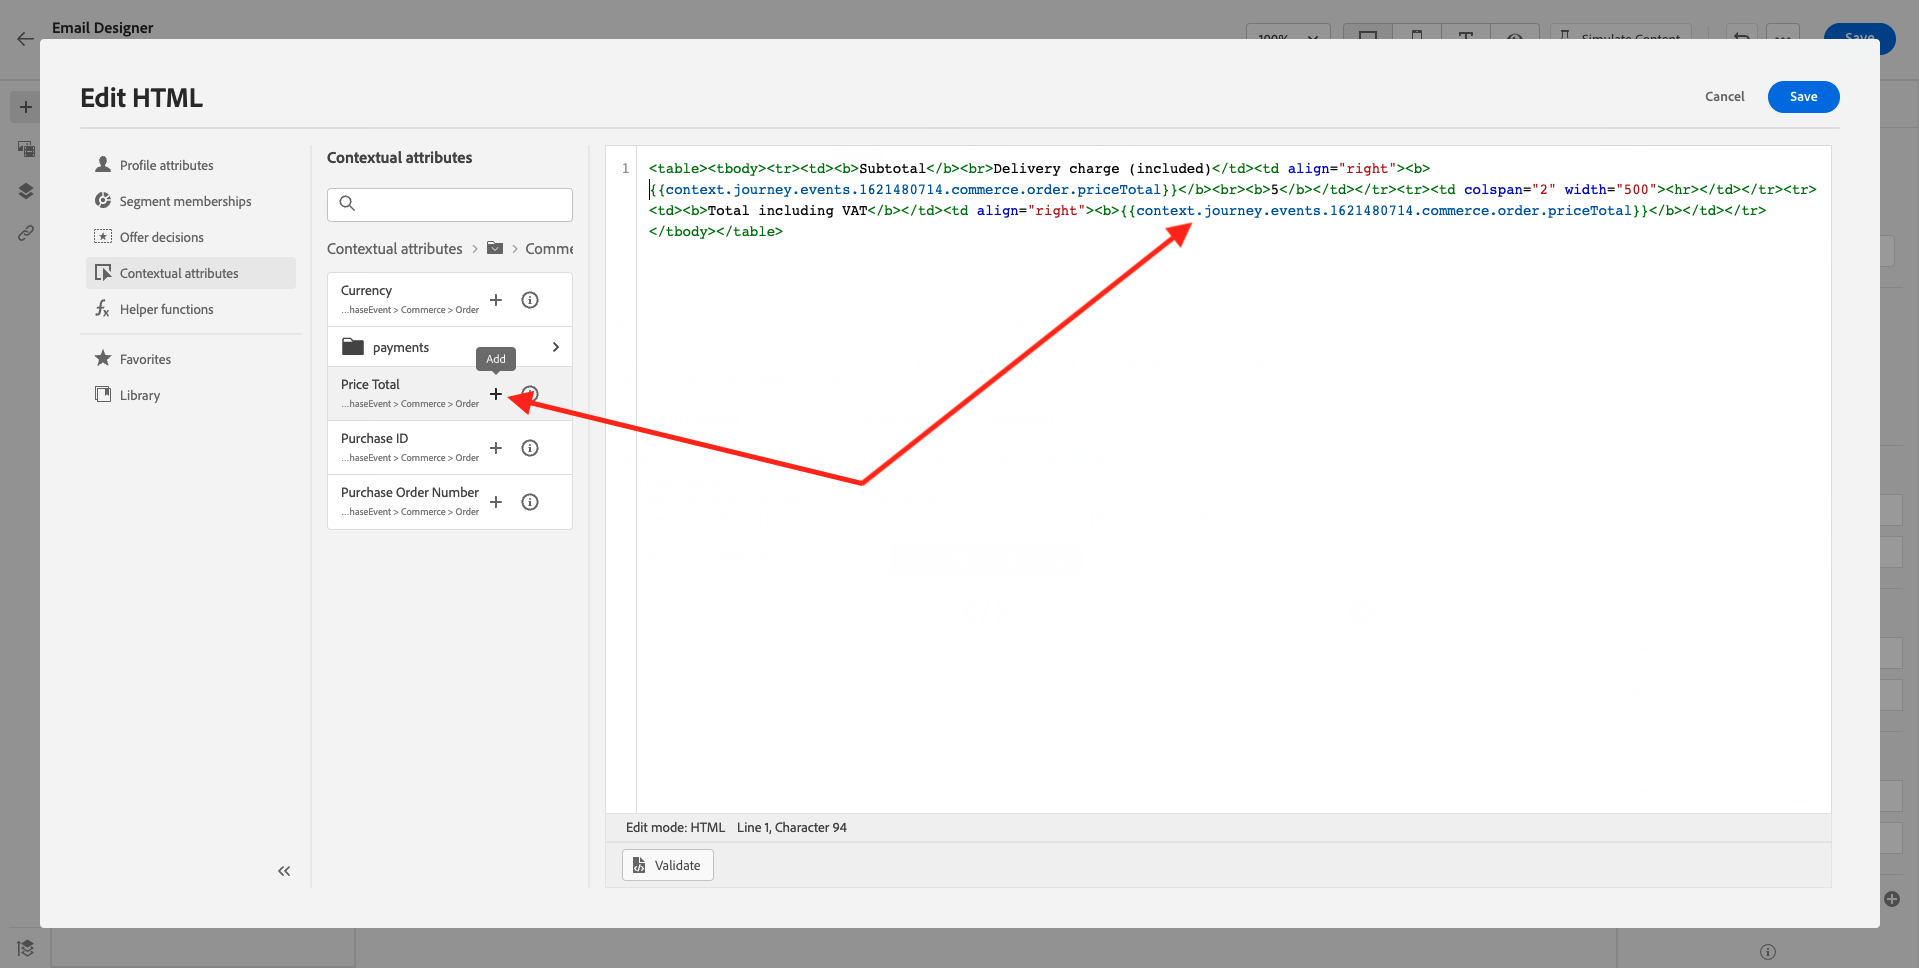 Email Designer
100%
Simulate Content
Save
Edit HTML
Cancel
Save
Profile attributes
Segment memberships
Offer decisions
Contextual attributes
Helper functions
Favorites
Library
Contextual attributes
Contextual attributes > > Comme
Currency
...haseEvent > Commerce > Order
payments
Add
Price Total
...haseEvent > Commerce > Order
Purchase ID
...haseEvent > Commerce > Order
Purchase Order Number
...haseEvent > Commerce > Order
1 <table><tbody><tr><td><b>Subtotal</b><br>Delivery charge (included)</td><td align="right"><b>
{{context.journey.events.1621480714.commerce.order.priceTotal}}</b><br><b>5</b></td></tr><tr><td colspan="2" width="500"><hr></td></tr><tr>
<td><b>Total including VAT</b></td><td align="right"><b>{{context.journey.events.1621480714.commerce.order.priceTotal}}</b></td></tr>
</tbody></table>
Edit mode: HTML Line 1, Character 94
Validate